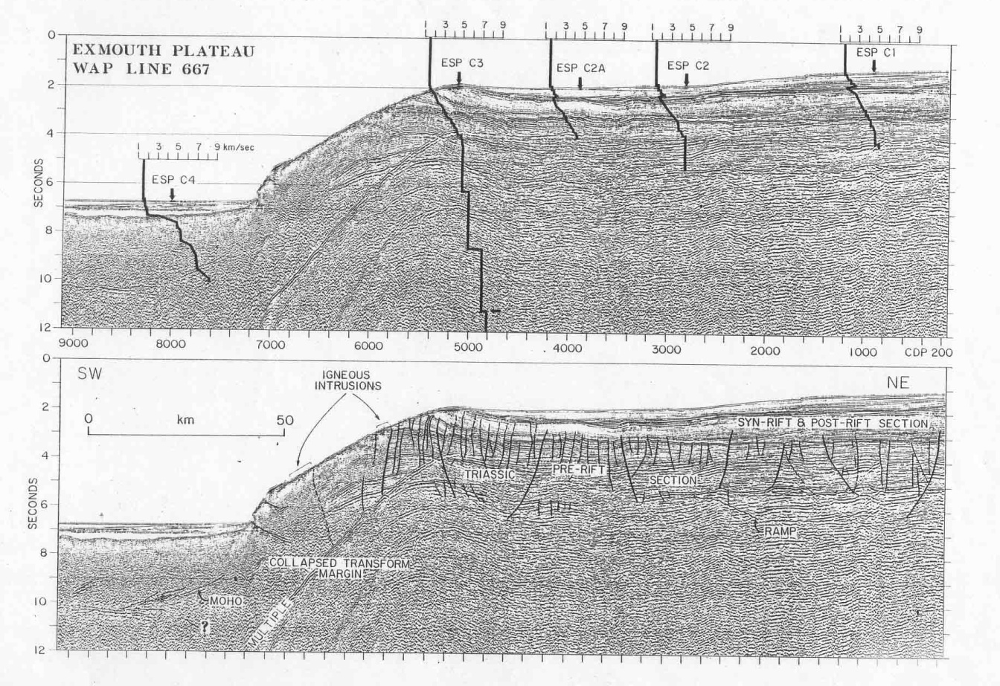 1 3 5 7 9
1 3 5 7 9
1 3 5 7 9
1 3 5 7 9
EXMOUTH PLATEAU
WAP LINE 667
ESP C3
ESP C2A
ESP C2
ESP C1
1 3 5 7 9 km/sec
ESP C4
SECONDS
0
2
4
6
8
10
12
9000 8000 7000 6000 5000 4000 3000 2000 1000 CDP 200
SW
NE
IGNEOUS
INTRUSIONS
0 km 50
SYN-RIFT & POST-RIFT SECTION
TRIASSIC PRE-RIFT SECTION
RAMP
COLLAPSED TRANSFORM
MARGIN
MOHO
?
MULTIPLE
SECONDS
0
2
4
6
8
10
12